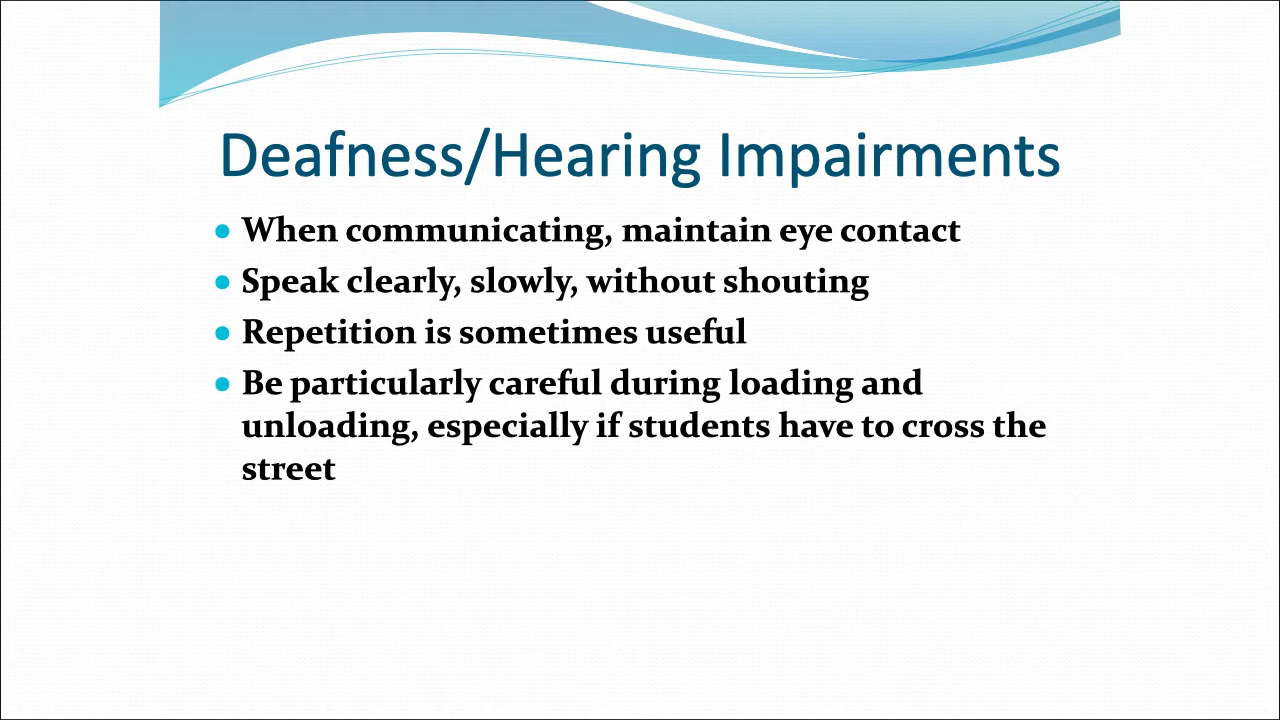 Deafness/Hearing Impairments
• When communicating, maintain eye contact
• Speak clearly, slowly, without shouting
• Repetition is sometimes useful
• Be particularly careful during loading and
unloading, especially if students have to cross the
street